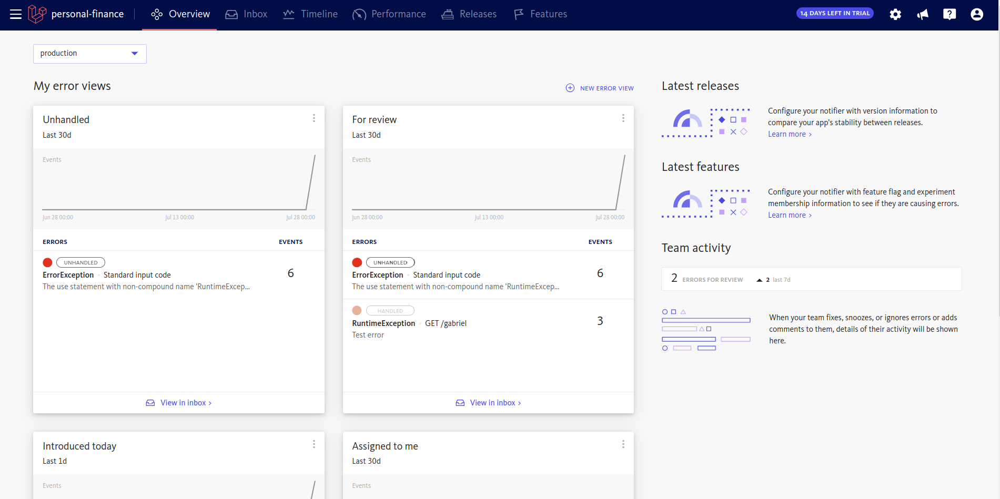 personal-finance
Overview
Inbox
Timeline
Performance
Releases
Features
14 DAYS LEFT IN TRIAL
production
My error views
NEW ERROR VIEW
Unhandled
Last 30d
Events
Jun 28 00:00
Jul 13 00:00
Jul 28 00:00
ERRORS
EVENTS
UNHANDLED
ErrorException
Standard input code
6
The use statement with non-compound name 'RuntimeExcep...
View in inbox ›
For review
Last 30d
Events
Jun 28 00:00
Jul 13 00:00
Jul 28 00:00
ERRORS
EVENTS
UNHANDLED
ErrorException
Standard input code
6
The use statement with non-compound name 'RuntimeExcep...
HANDLED
RuntimeException
GET /gabriel
3
Test error
View in inbox ›
Introduced today
Last 1d
Events
Assigned to me
Last 30d
Events
Latest releases
Configure your notifier with version information to
compare your app's stability between releases.
Learn more ›
Latest features
Configure your notifier with feature flag and experiment
membership information to see if they are causing errors.
Learn more ›
Team activity
2 ERRORS FOR REVIEW
2 last 7d
When your team fixes, snoozes, or ignores errors or adds
comments to them, details of their activity will be shown
here.